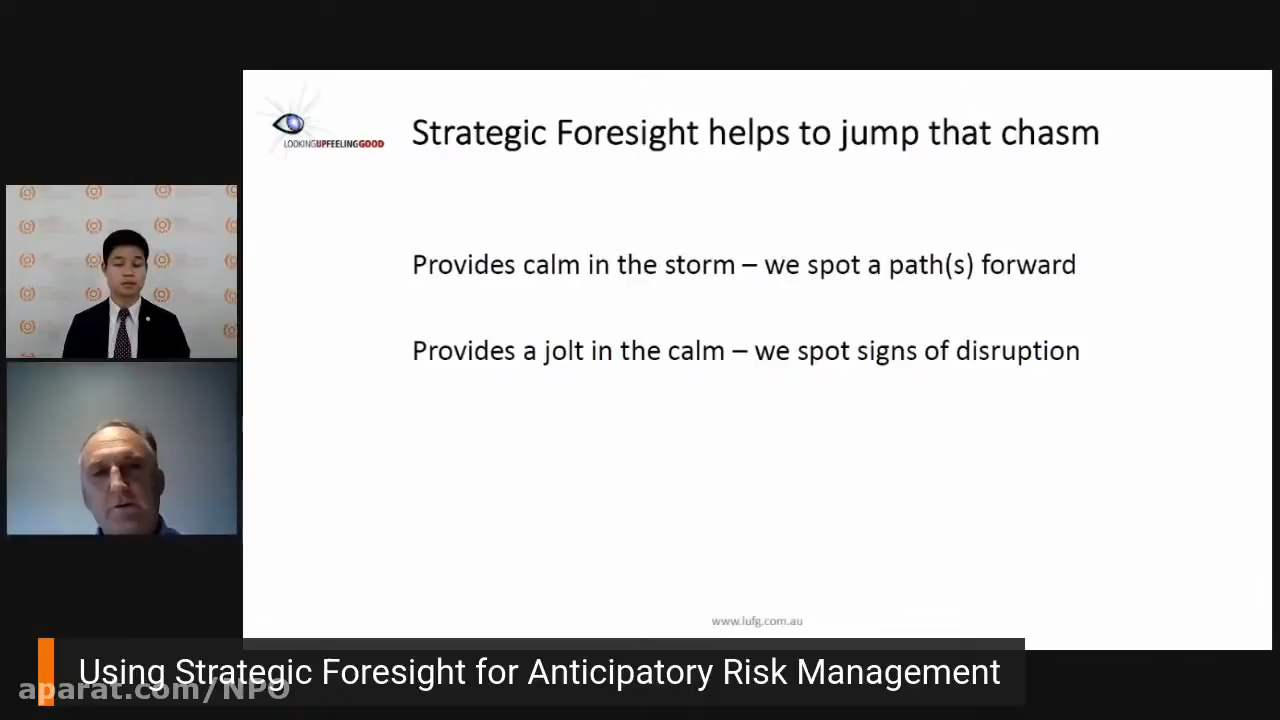 LOOKINGUPFEELINGGOOD
Strategic Foresight helps to jump that chasm
Provides calm in the storm – we spot a path(s) forward
Provides a jolt in the calm – we spot signs of disruption
www.lufg.com.au
Using Strategic Foresight for Anticipatory Risk Management
aparat.com/NPO